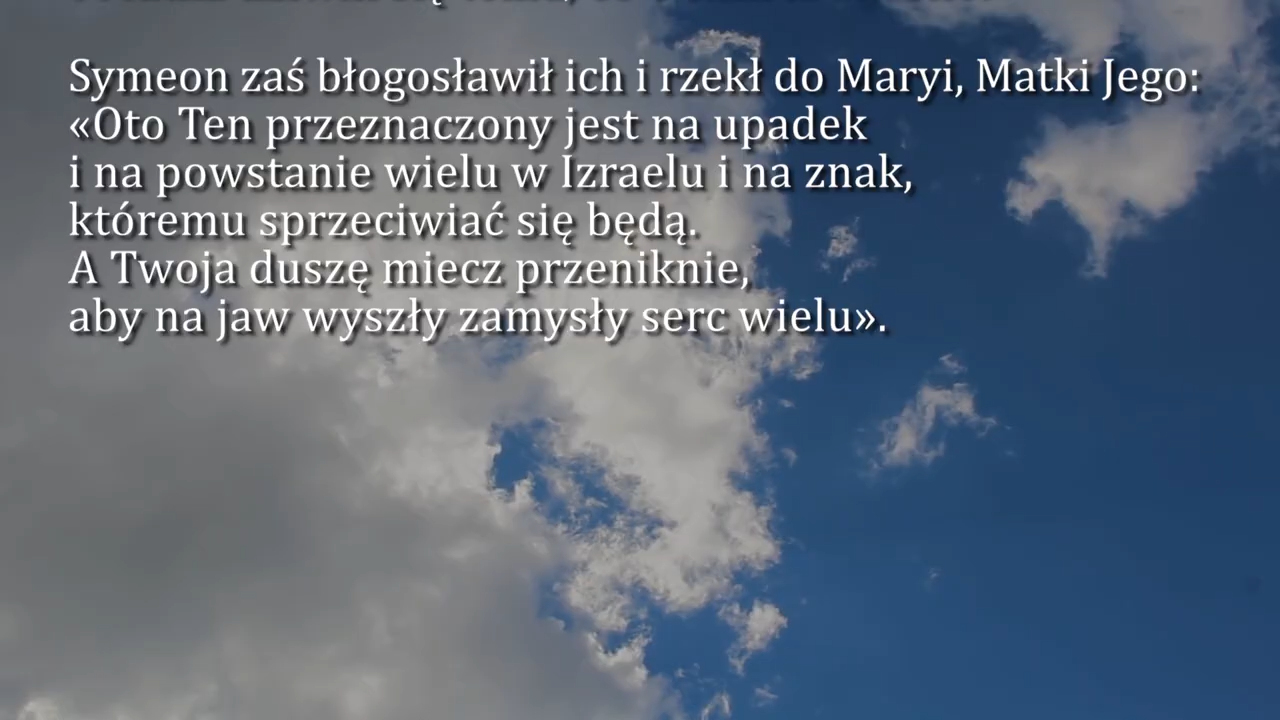 Symeon zaś błogosławił ich i rzekł do Maryi, Matki Jego:
«Oto Ten przeznaczony jest na upadek
i na powstanie wielu w Izraelu i na znak,
któremu sprzeciwiać się będą.
A Twoja duszę miecz przeniknie,
aby na jaw wyszły zamysły serc wielu».